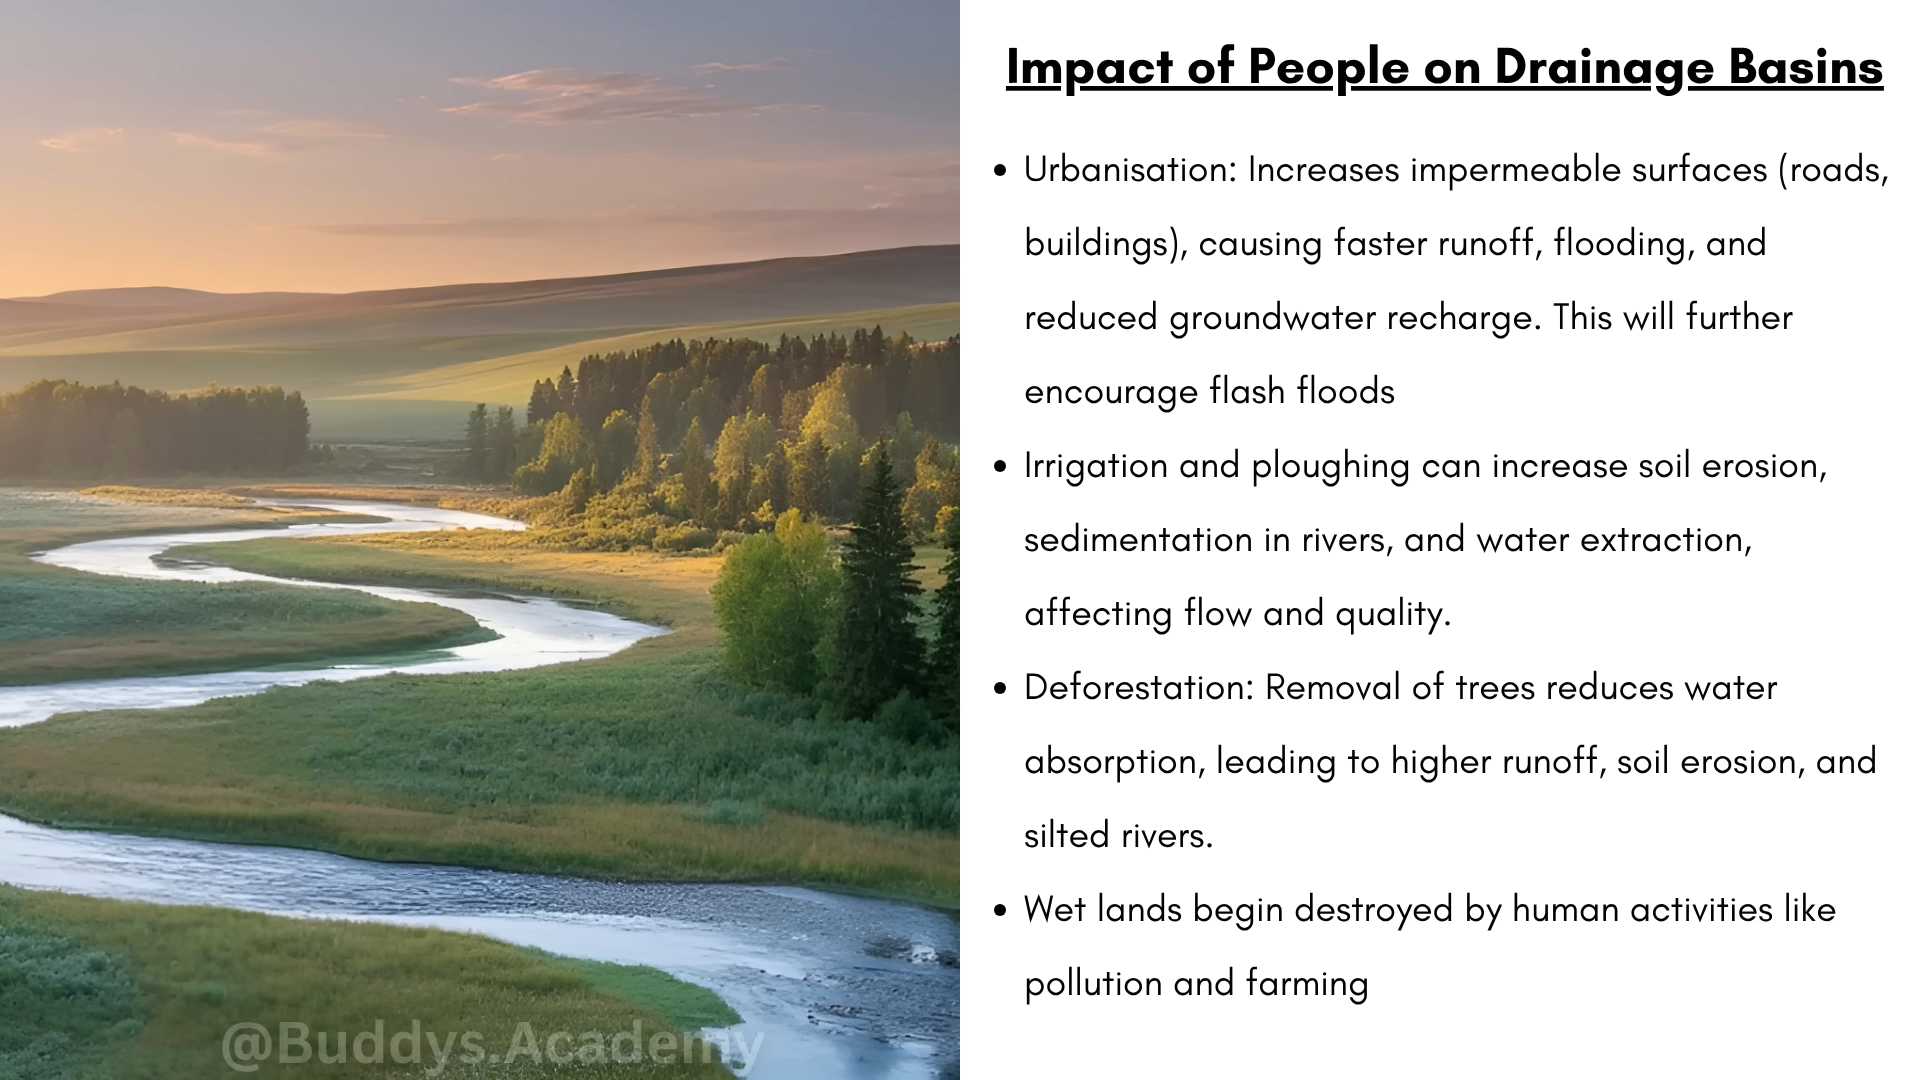 Impact of People on Drainage Basins
• Urbanisation: Increases impermeable surfaces (roads,
buildings), causing faster runoff, flooding, and
reduced groundwater recharge. This will further
encourage flash floods
• Irrigation and ploughing can increase soil erosion,
sedimentation in rivers, and water extraction,
affecting flow and quality.
• Deforestation: Removal of trees reduces water
absorption, leading to higher runoff, soil erosion, and
silted rivers.
• Wet lands begin destroyed by human activities like
pollution and farming
@Buddys.Academy